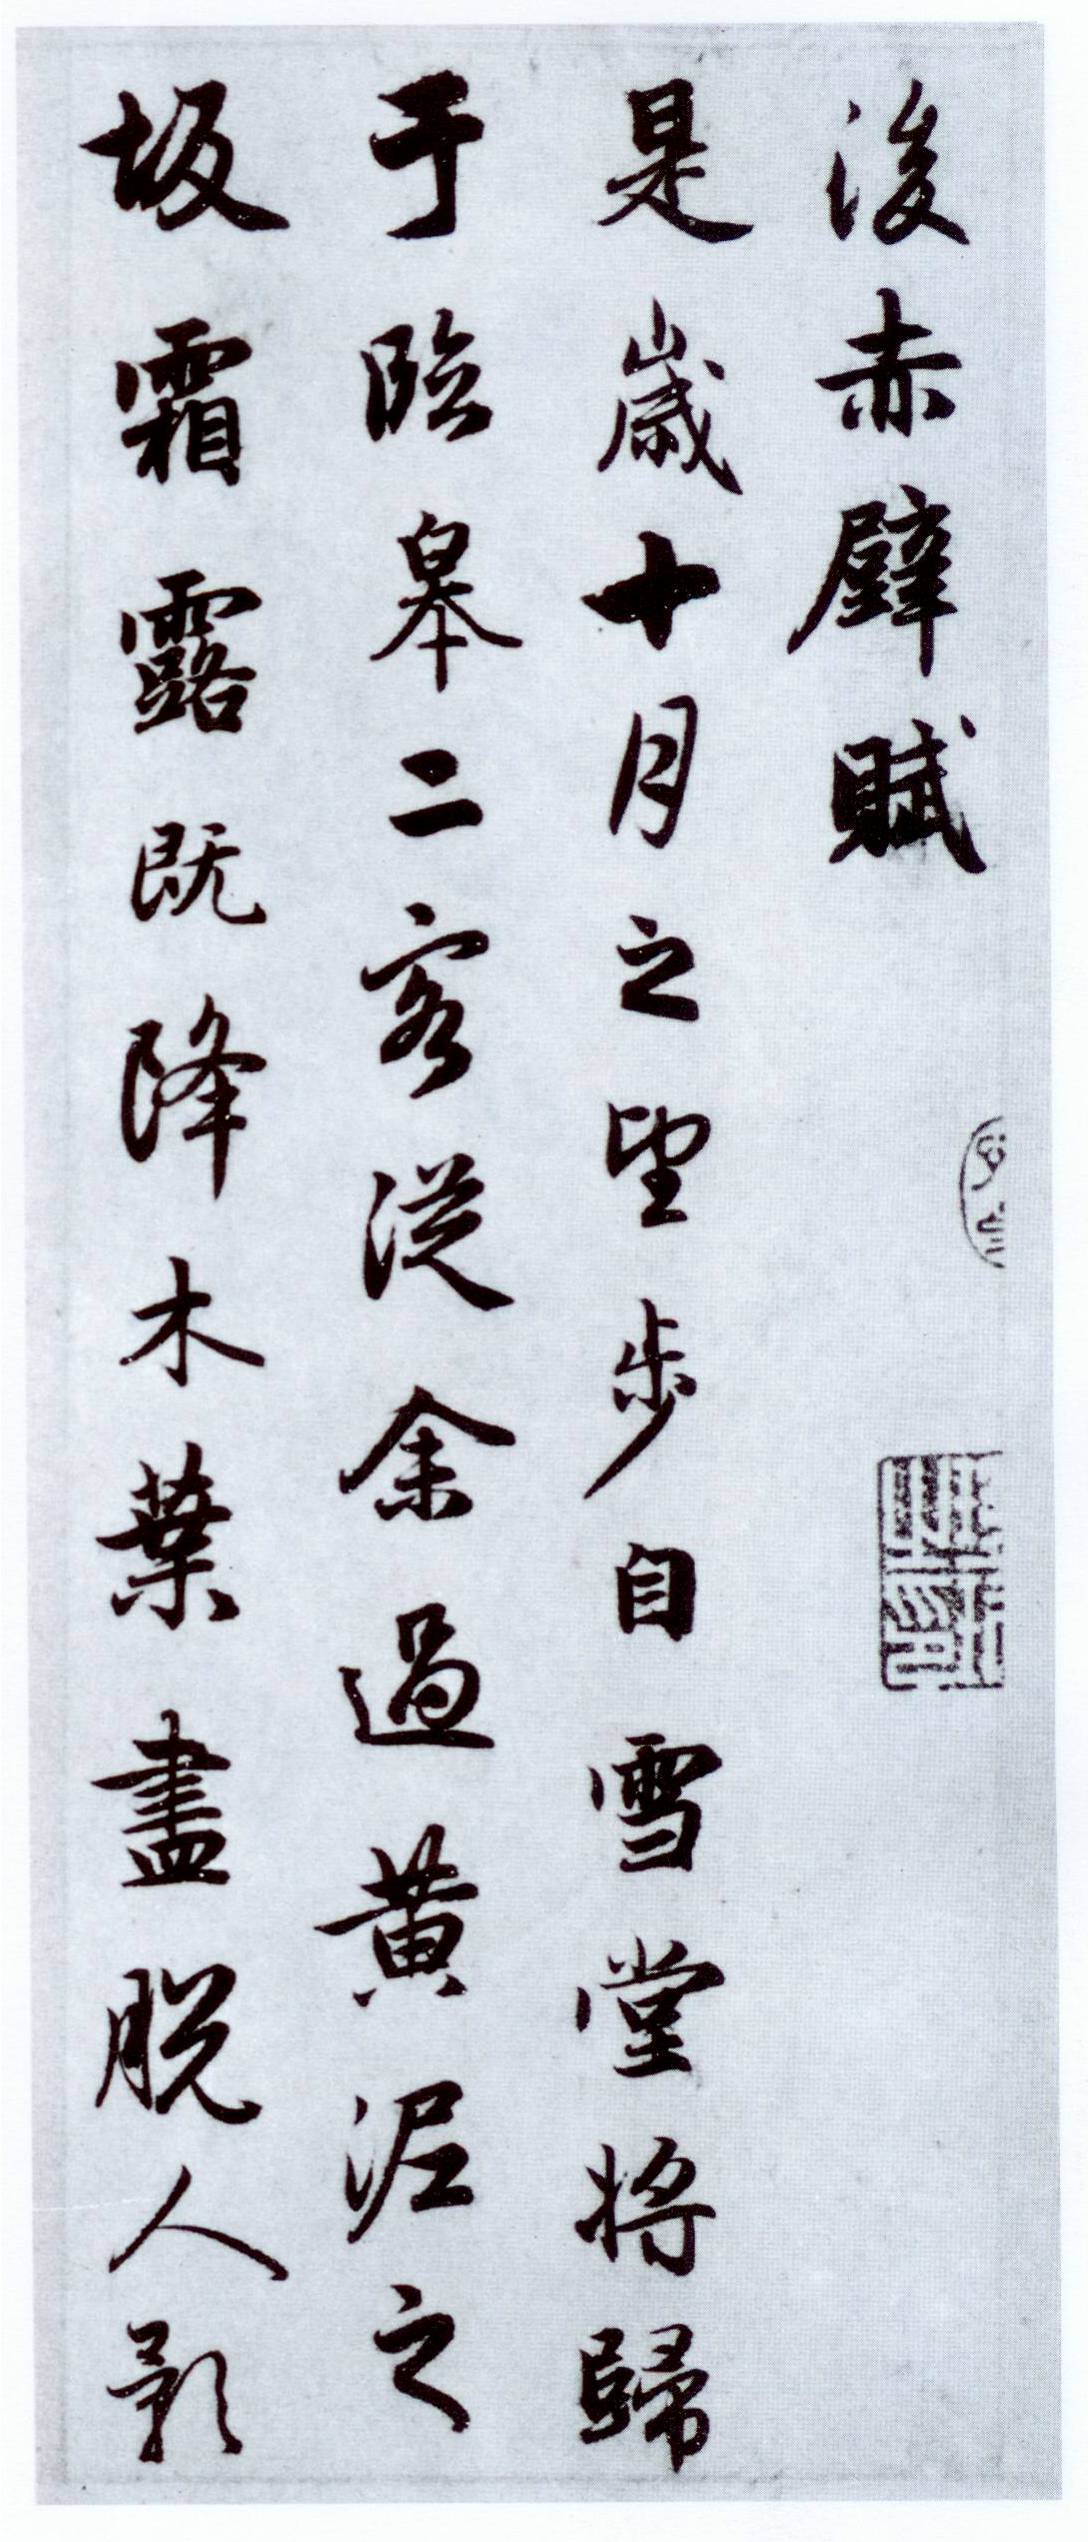 後赤壁賦
是歳十月之望步自雪堂將歸
于臨皋二客從余過黃泥之
坂霜露既降木葉盡脫人影